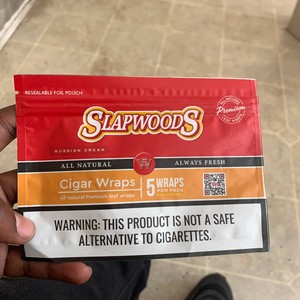 RESEALABLE FOIL POUCH
Premium
SLAPWOODS
RUSSIAN CREAM
ALL NATURAL
ALWAYS FRESH
Cigar Wraps
All natural Premium leaf wraps
5 WRAPS
PER PACK
WARNING: THIS PRODUCT IS NOT A SAFE
ALTERNATIVE TO CIGARETTES.